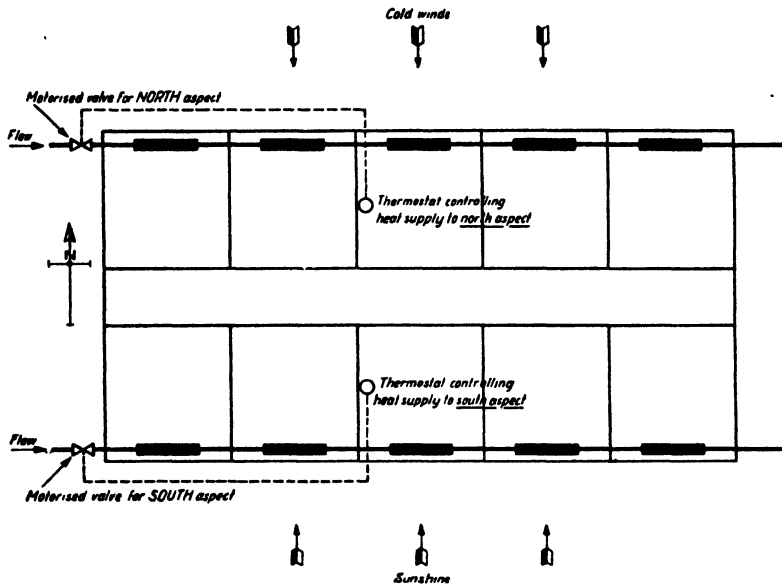 Cold winds
Motorised valve for NORTH aspect
Flow
Thermostat controlling
heat supply to north aspect
N
Thermostat controlling
heat supply to south aspect
Flow
Motorised valve for SOUTH aspect
Sunshine